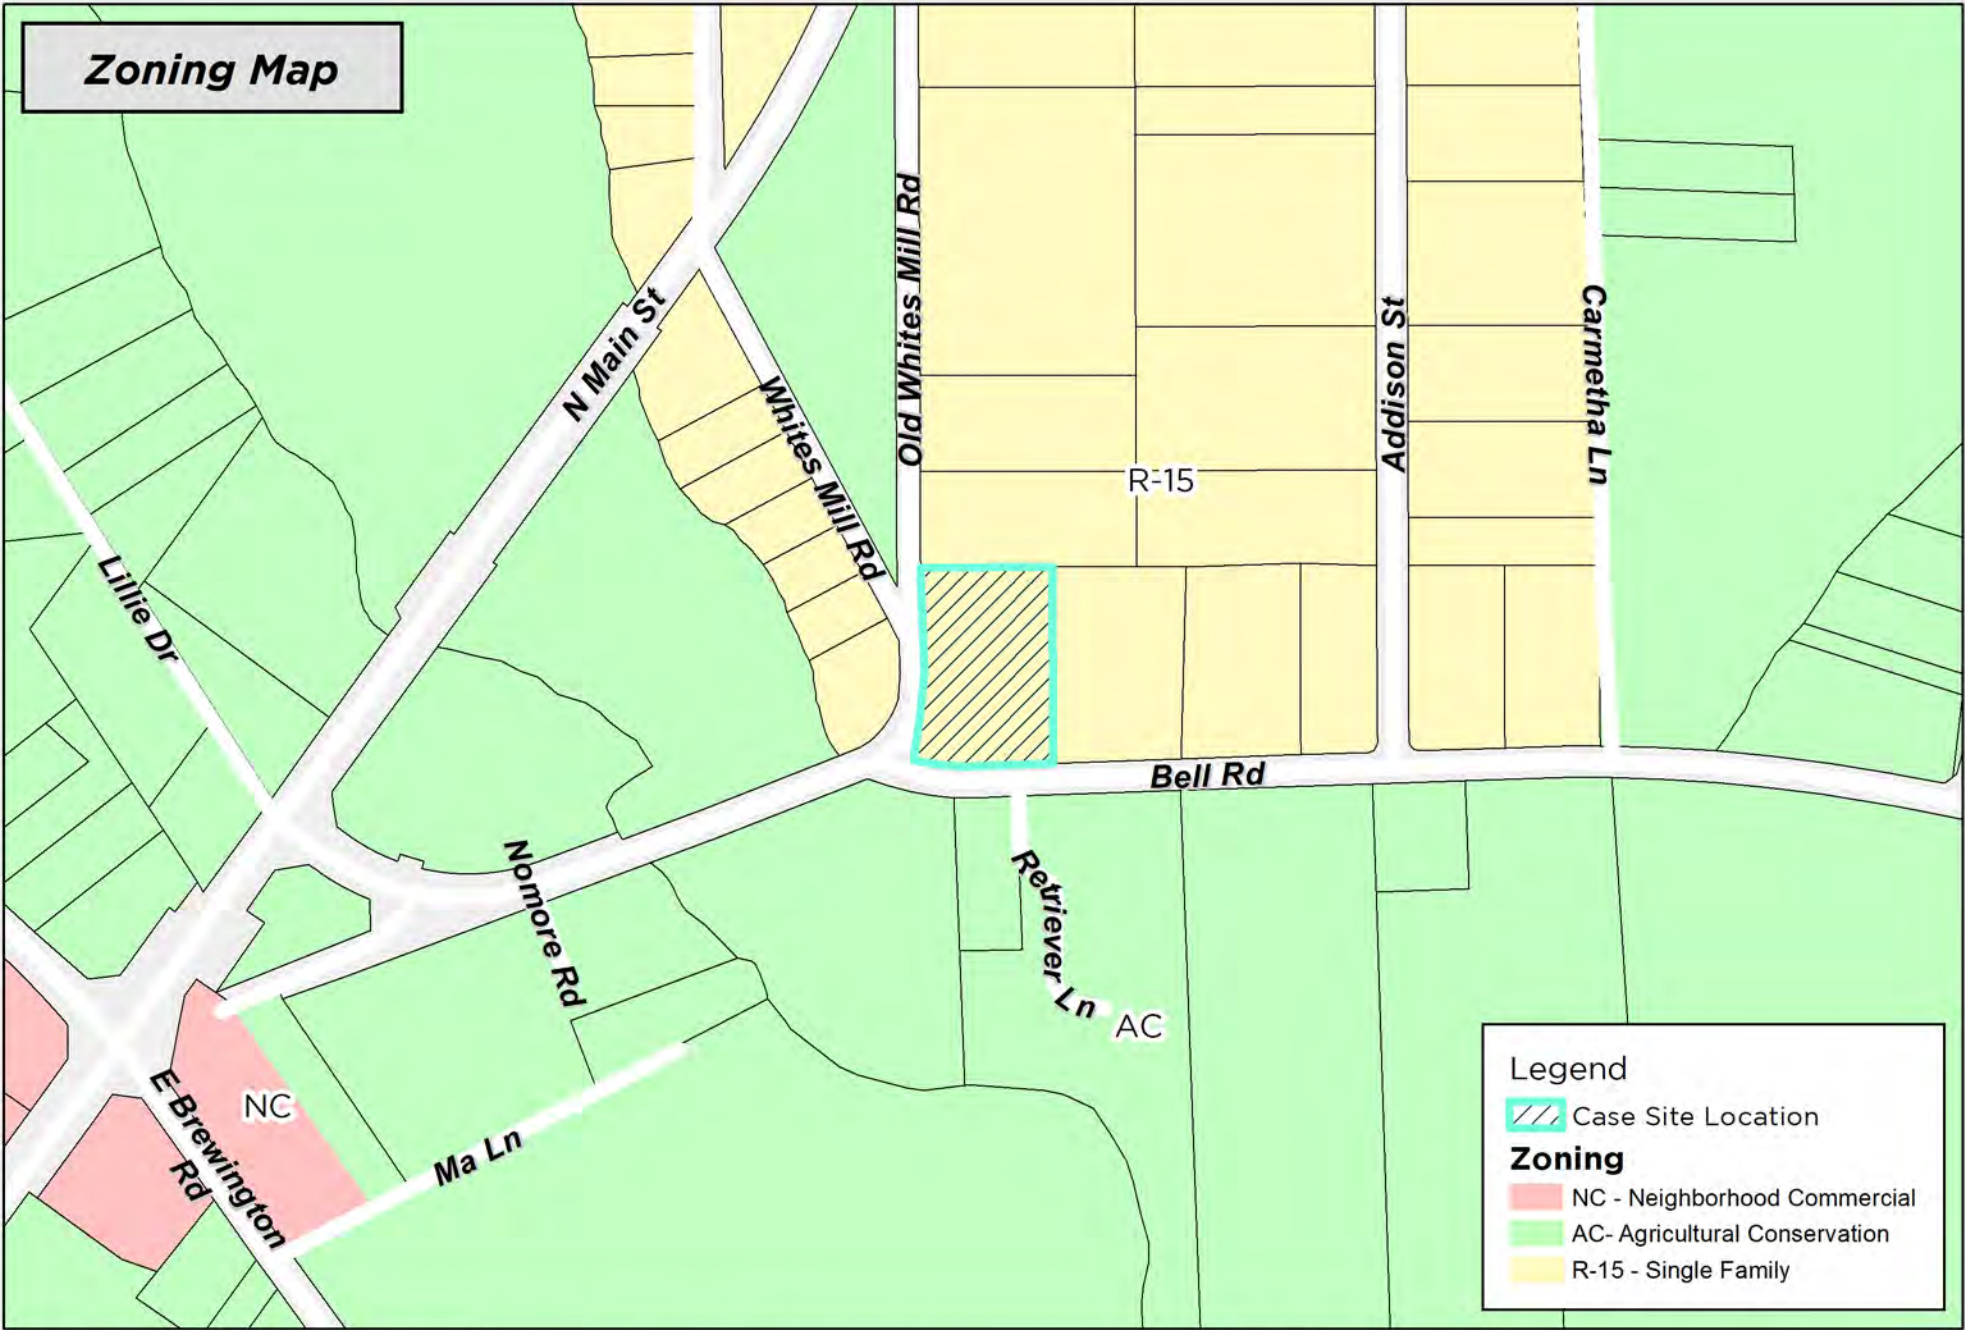 Zoning Map
N Main St
Whites Mill Rd
Old Whites Mill Rd
Addison St
Carmetha Ln
R-15
Lillie Dr
Bell Rd
Nomore Rd
Retriever Ln
AC
NC
E Brewington
Rd
Ma Ln
Legend
Case Site Location
Zoning
NC - Neighborhood Commercial
AC- Agricultural Conservation
R-15 - Single Family